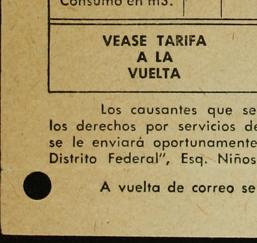 Consumo en m3.
VEASE TARIFA
A LA
VUELTA
Los causantes que se
los derechos por servicios de
se le enviará oportunamente
Distrito Federal", Esq. Niños
A vuelta de correo se